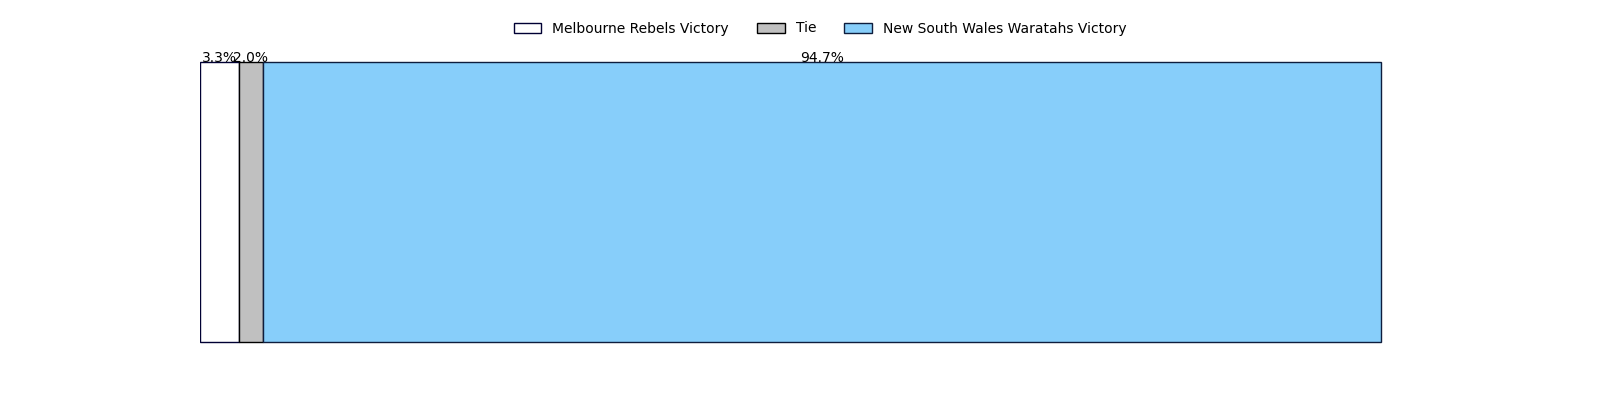 Melbourne Rebels Victory Tie New South Wales Waratahs Victory
3.3% 2.0% 94.7%